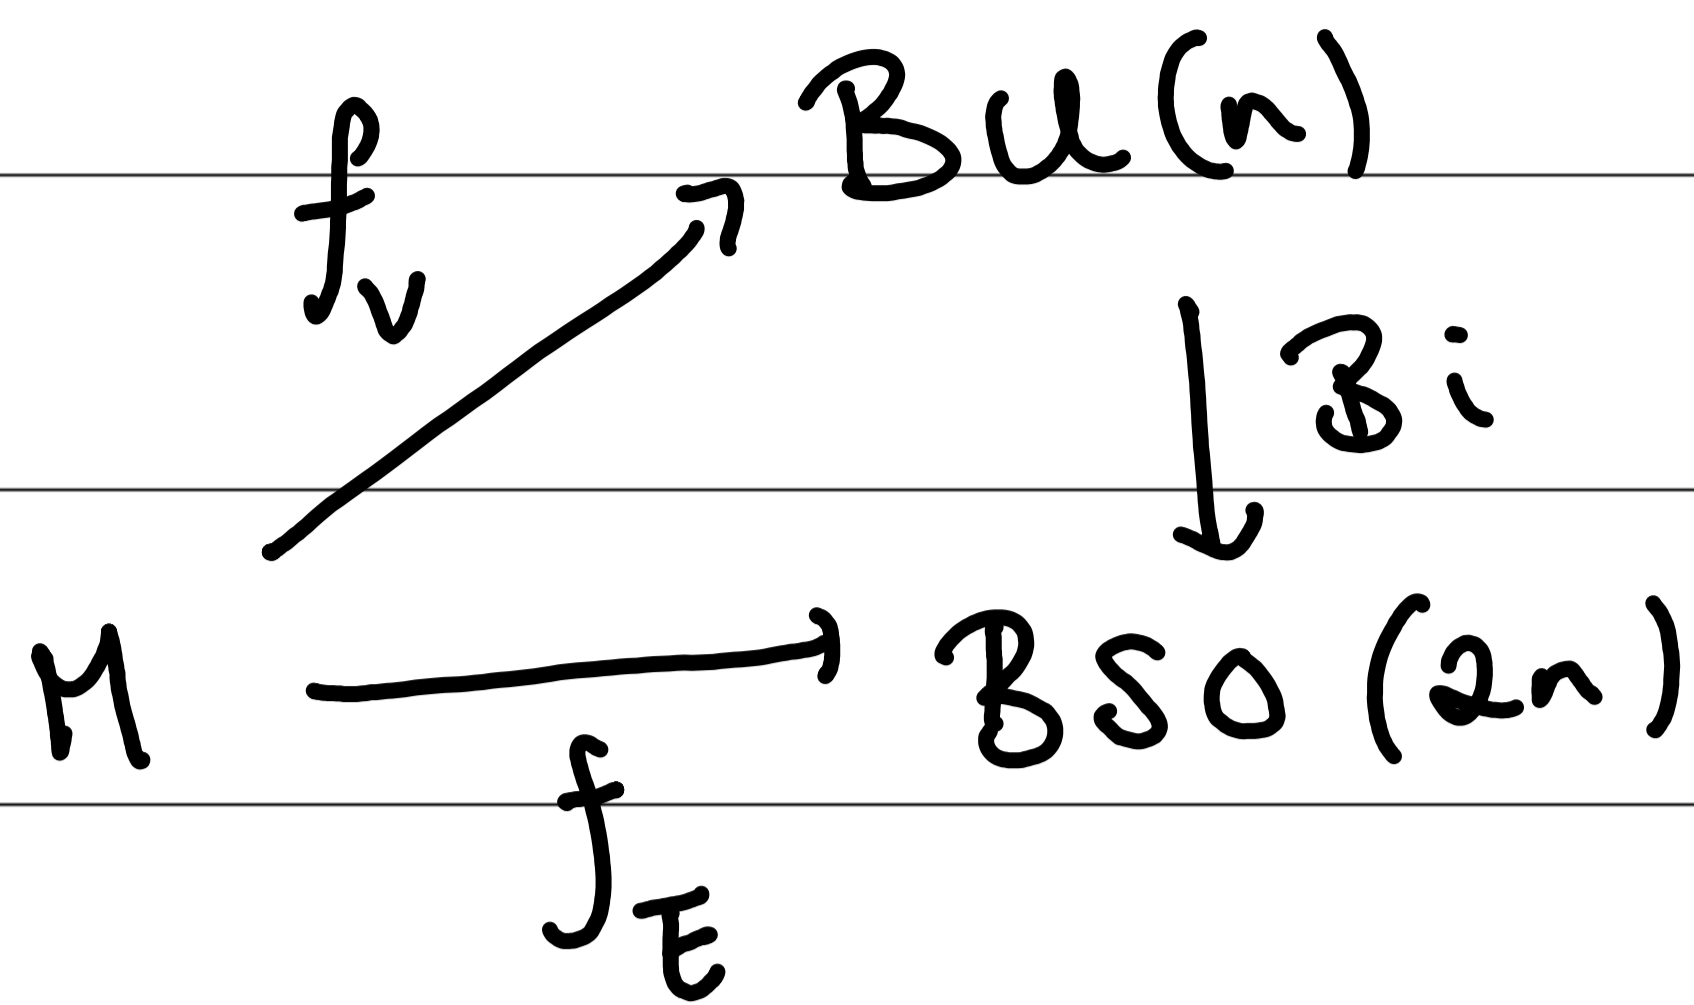 BU(n)
f_V
Bi
M
BSO(2n)
f_E